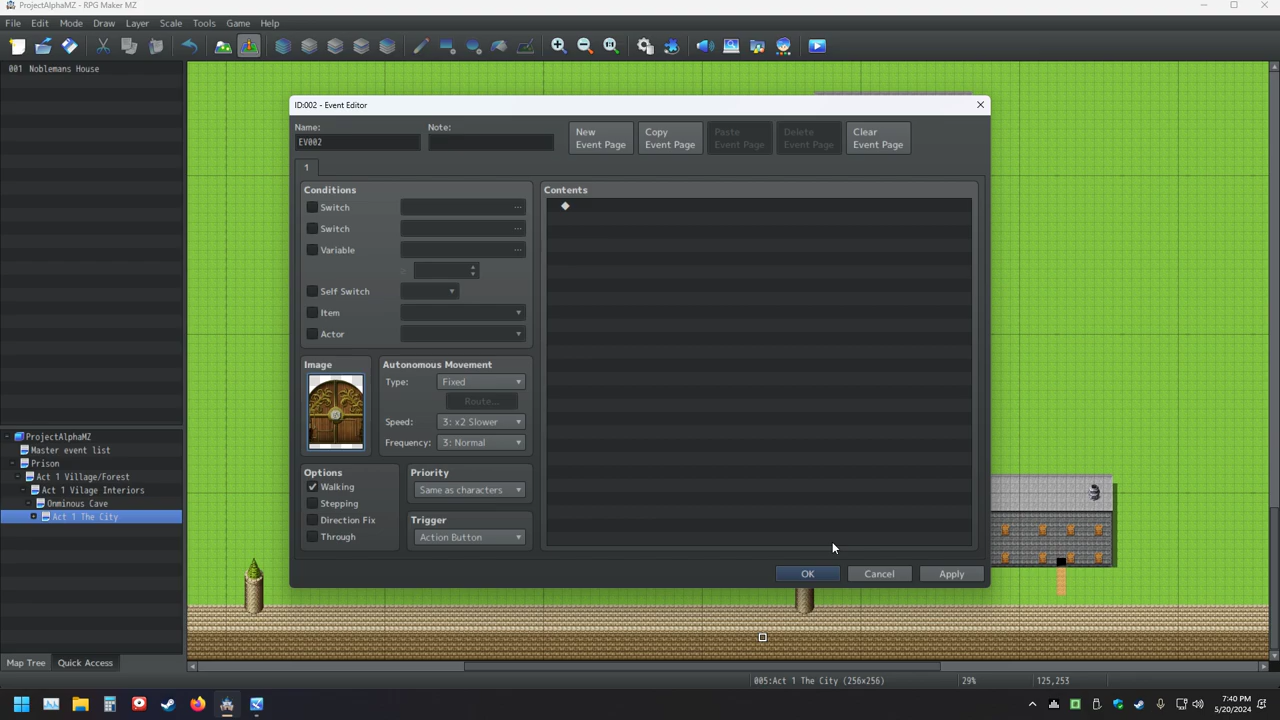 ProjectAlphaMZ - RPG Maker MZ
File Edit Mode Draw Layer Scale Tools Game Help
001 Noblemans House
ID:002 - Event Editor
Name: Note:
EV002
New Event Page
Copy Event Page
Paste Event Page
Delete Event Page
Clear Event Page
1
Conditions
Switch ...
Switch ...
Variable ...
≥
Self Switch
Item
Actor
Image
Autonomous Movement
Type: Fixed
Route...
Speed: 3: x2 Slower
Frequency: 3: Normal
Options
Walking
Stepping
Direction Fix
Through
Priority
Same as characters
Trigger
Action Button
Contents
OK Cancel Apply
ProjectAlphaMZ
Master event list
Prison
Act 1 Village/Forest
Act 1 Vilage Interiors
Onminous Cave
Act 1 The City
Map Tree Quick Access
005:Act 1 The City (256x256) 29% 125,253
7:40 PM
5/20/2024